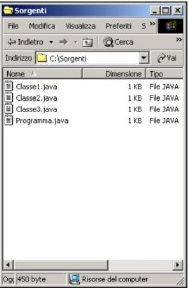 Sorgenti
File Modifica Visualizza Preferiti S »
Indietro Cerca »
Indirizzo C:\Sorgenti Vai
Nome Dimensione Tipo
Classe1.java 1 KB File JAVA
Classe2.java 1 KB File JAVA
Classe3.java 1 KB File JAVA
Programma.java 1 KB File JAVA
Ogg 450 byte Risorse del computer